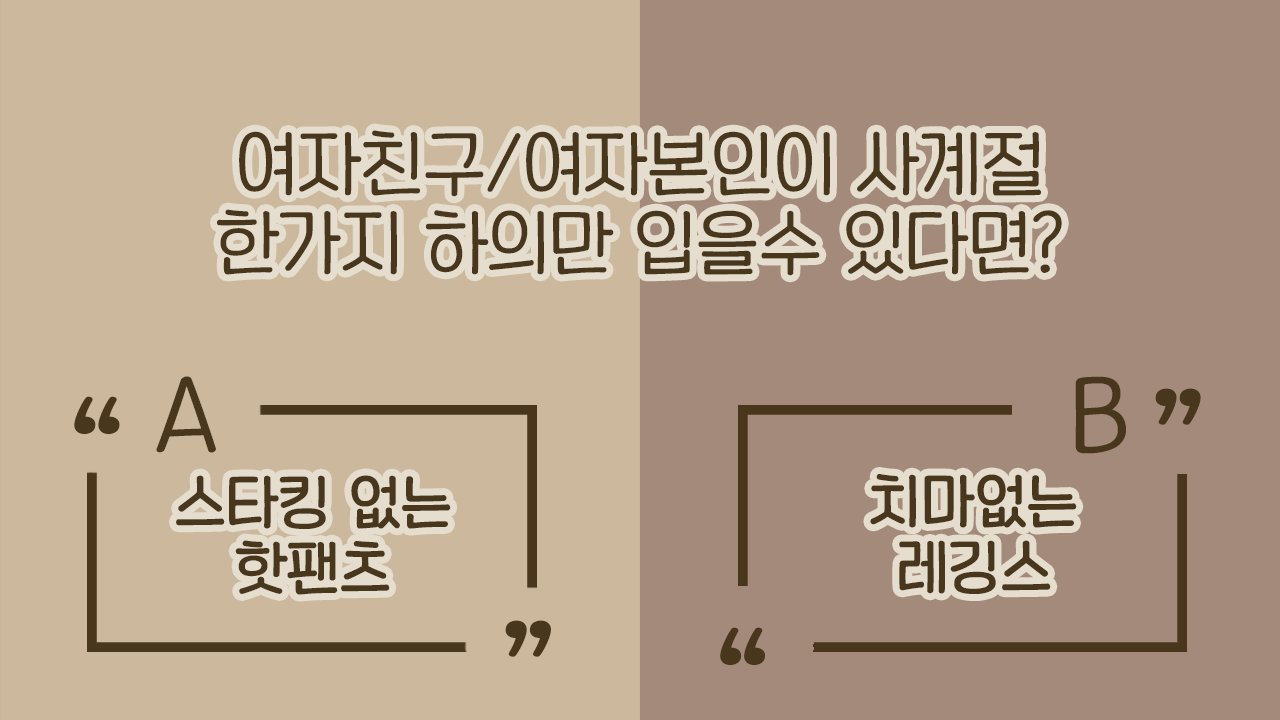 여자친구/여자본인이 사계절
한가지 하의만 입을수 있다면?
“ A
스타킹 없는
핫팬츠
”
B ”
치마없는
레깅스
“